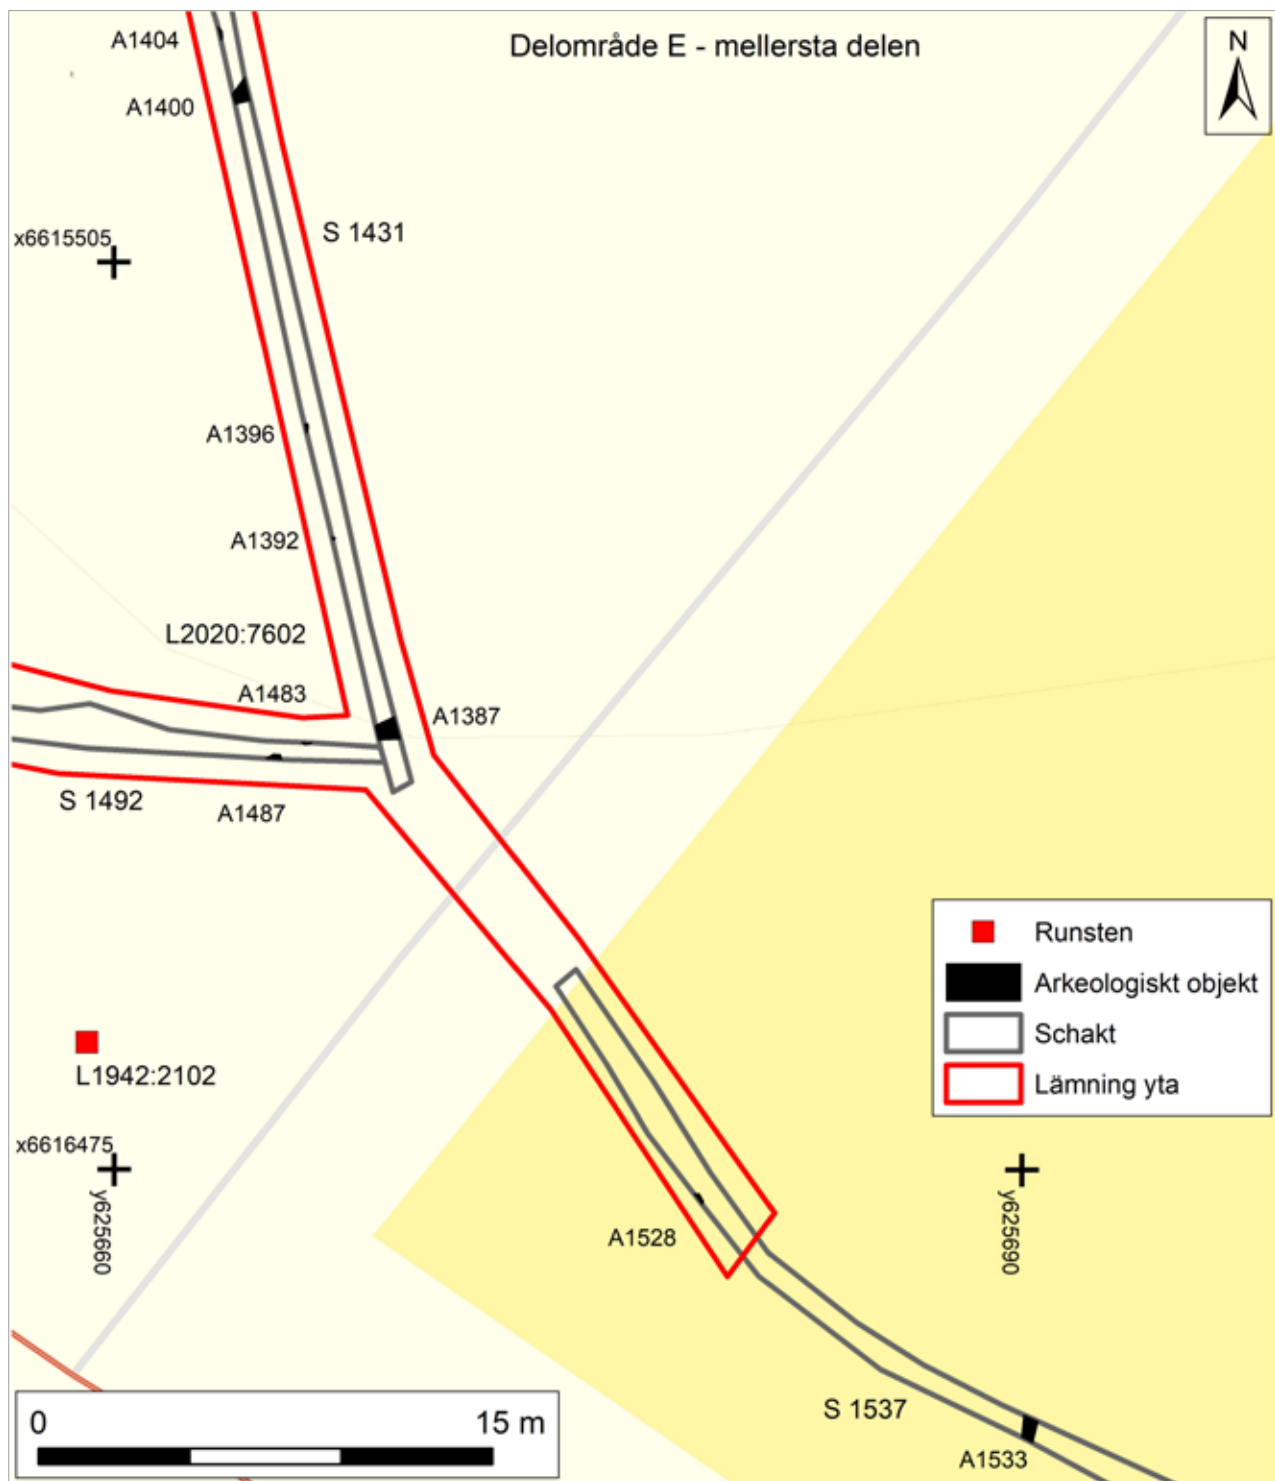 A1404
Delområde E - mellersta delen
N
A1400
S 1431
x6615505
A1396
A1392
L2020:7602
A1483
A1387
S 1492
A1487
Runsten
Arkeologiskt objekt
Schakt
Lämning yta
L1942:2102
x6616475
y625660
y625690
A1528
S 1537
A1533
0
15 m